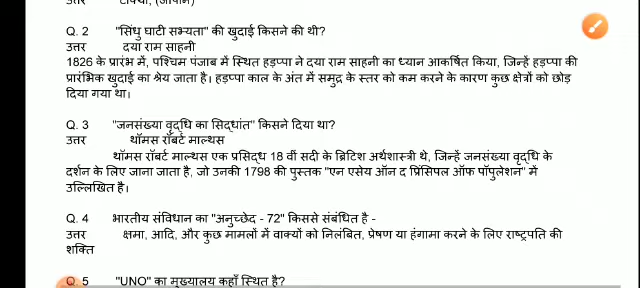 उत्तर टोक्यो, (जापान)
Q. 2 "सिंधु घाटी सभ्यता" की खुदाई किसने की थी?
उत्तर दया राम साहनी
1826 के प्रारंभ में, पश्चिम पंजाब में स्थित हड़प्पा ने दया राम साहनी का ध्यान आकर्षित किया, जिन्हें हड़प्पा की
प्रारंभिक खुदाई का श्रेय जाता है। हड़प्पा काल के अंत में समुद्र के स्तर को कम करने के कारण कुछ क्षेत्रों को छोड़
दिया गया था।
Q. 3 "जनसंख्या वृद्धि का सिद्धांत" किसने दिया था?
उत्तर थॉमस रॉबर्ट माल्थस
थॉमस रॉबर्ट माल्थस एक प्रसिद्ध 18 वीं सदी के ब्रिटिश अर्थशास्त्री थे, जिन्हें जनसंख्या वृद्धि के
दर्शन के लिए जाना जाता है, जो उनकी 1798 की पुस्तक "एन एसेय ऑन द प्रिंसिपल ऑफ पॉपुलेशन" में
उल्लिखित है।
Q. 4 भारतीय संविधान का "अनुच्छेद - 72" किससे संबंधित है -
उत्तर क्षमा, आदि, और कुछ मामलों में वाक्यों को निलंबित, प्रेषण या हंगामा करने के लिए राष्ट्रपति की
शक्ति
Q. 5 "UNO" का मुख्यालय कहाँ स्थित है?